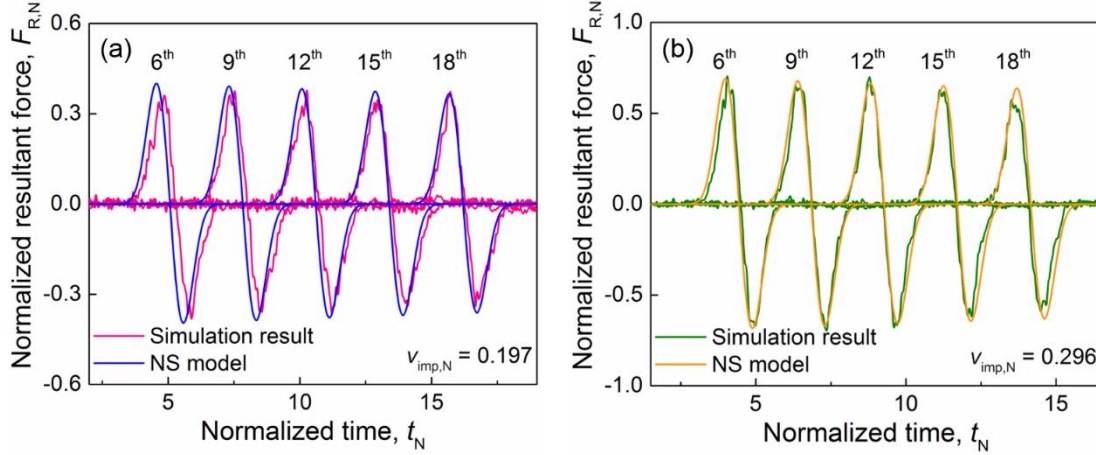 (a)
6th 9th 12th 15th 18th
Normalized resultant force, F_R,N
0.6
0.3
0.0
-0.3
-0.6
Simulation result
NS model
v_imp,N = 0.197
5 10 15
Normalized time, t_N
(b)
6th 9th 12th 15th 18th
Normalized resultant force, F_R,N
1.0
0.5
0.0
-0.5
-1.0
Simulation result
NS model
v_imp,N = 0.296
5 10 15
Normalized time, t_N